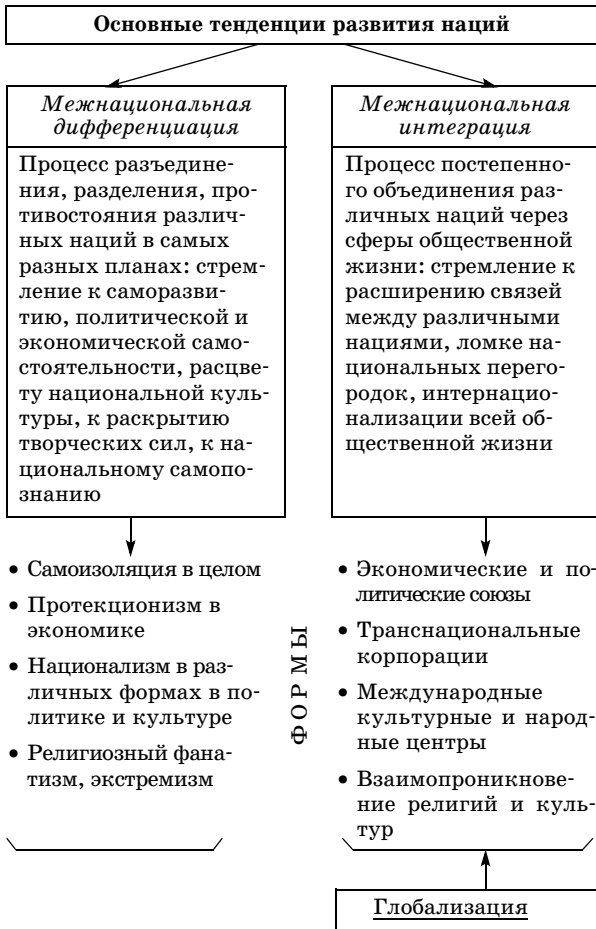 Основные тенденции развития наций
Межнациональная
дифференциация
Процесс разъедине-
ния, разделения, про-
тивостояния различ-
ных наций в самых
разных планах: стрем-
ление к саморазви-
тию, политической и
экономической само-
стоятельности, расцве-
ту национальной куль-
туры, к раскрытию
творческих сил, к на-
циональному самопо-
знанию
Межнациональная
интеграция
Процесс постепенно-
го объединения раз-
личных наций через
сферы общественной
жизни: стремление к
расширению связей
между различными
нациями, ломке на-
циональных перего-
родок, интернацио-
нализации всей об-
щественной жизни
• Самоизоляция в целом
• Протекционизм в
экономике
• Национализм в раз-
личных формах в по-
литике и культуре
• Религиозный фана-
тизм, экстремизм
ФОРМЫ
• Экономические и по-
литические союзы
• Транснациональные
корпорации
• Международные
культурные и народ-
ные центры
• Взаимопроникнове-
ние религий и куль-
тур
Глобализация